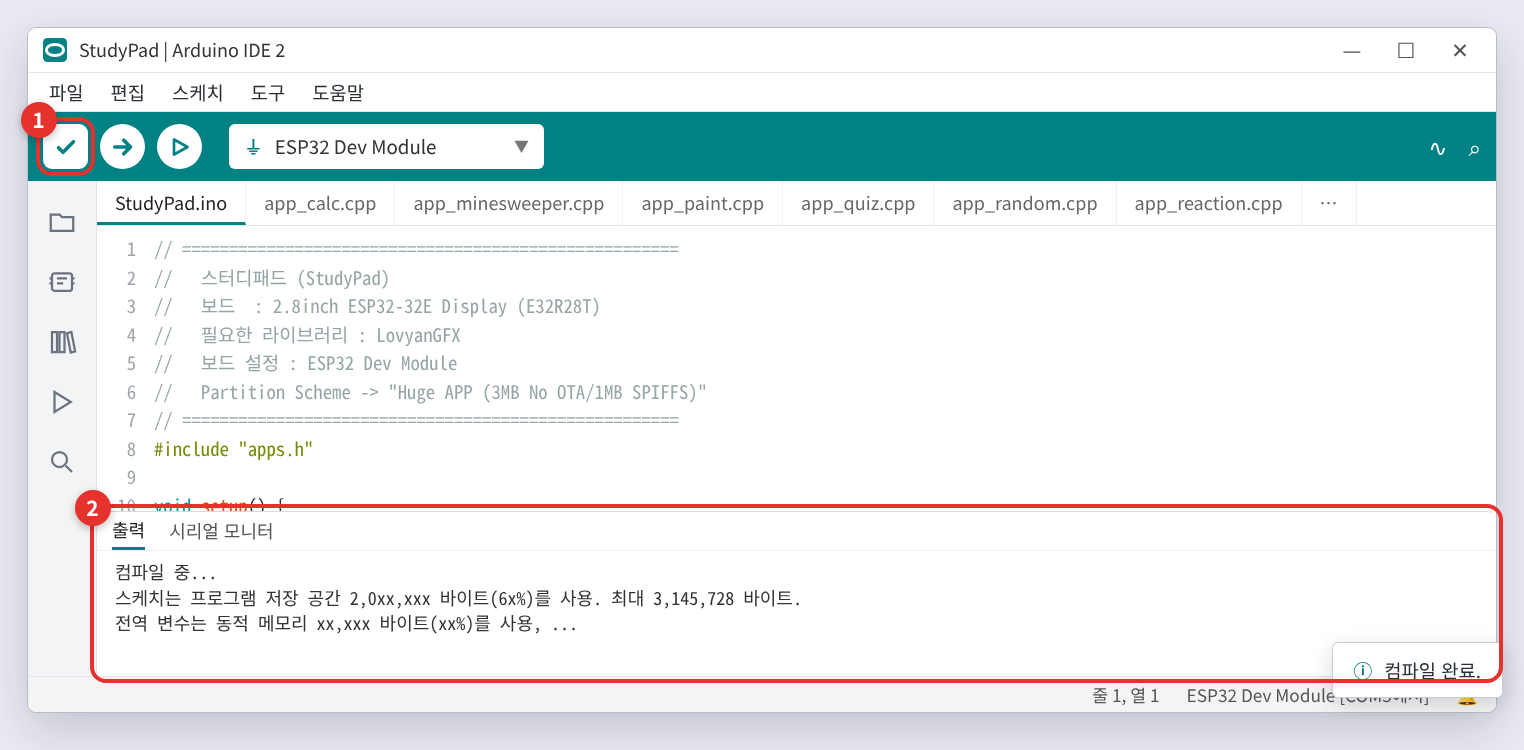 StudyPad | Arduino IDE 2
파일 편집 스케치 도구 도움말
1
ESP32 Dev Module
StudyPad.ino app_calc.cpp app_minesweeper.cpp app_paint.cpp app_quiz.cpp app_random.cpp app_reaction.cpp ···
1 // =====================================================
2 // 스터디패드 (StudyPad)
3 // 보드 : 2.8inch ESP32-32E Display (E32R28T)
4 // 필요한 라이브러리 : LovyanGFX
5 // 보드 설정 : ESP32 Dev Module
6 // Partition Scheme -> "Huge APP (3MB No OTA/1MB SPIFFS)"
7 // =====================================================
8 #include "apps.h"
9
10 void setup() {
2
출력 시리얼 모니터
컴파일 중...
스케치는 프로그램 저장 공간 2,0xx,xxx 바이트(6x%)를 사용. 최대 3,145,728 바이트.
전역 변수는 동적 메모리 xx,xxx 바이트(xx%)를 사용, ...
컴파일 완료.
줄 1, 열 1 ESP32 Dev Module